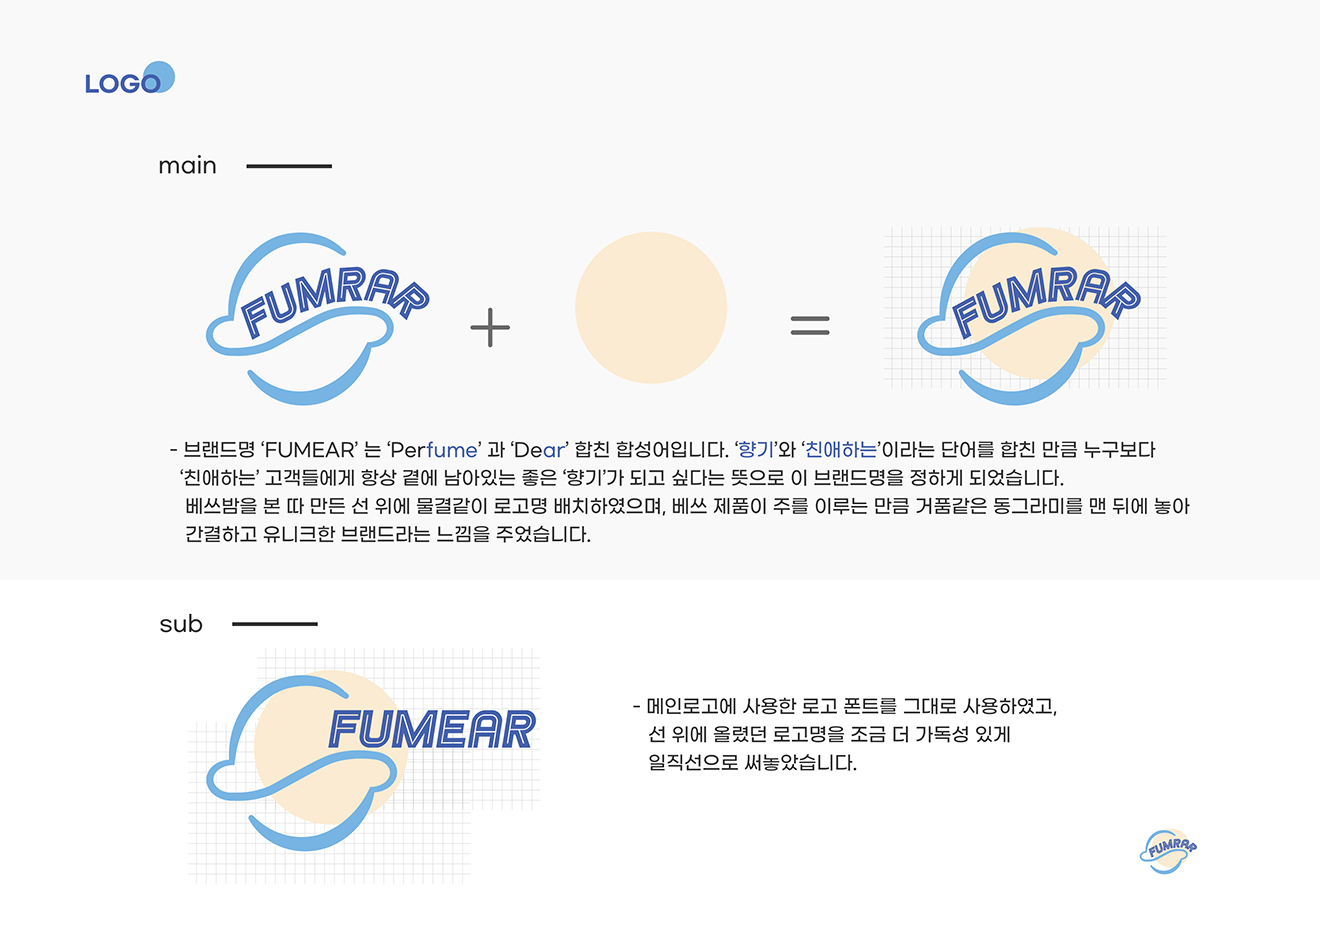 LOGO
main
FUMRAR
FUMRAR
- 브랜드명 ‘FUMEAR’ 는 ‘Perfume’ 과 ‘Dear’ 합친 합성어입니다. ‘향기’와 ‘친애하는’이라는 단어를 합친 만큼 누구보다
‘친애하는’ 고객들에게 항상 곁에 남아있는 좋은 ‘향기’가 되고 싶다는 뜻으로 이 브랜드명을 정하게 되었습니다.
베쓰밤을 본 따 만든 선 위에 물결같이 로고명 배치하였으며, 베쓰 제품이 주를 이루는 만큼 거품같은 동그라미를 맨 뒤에 놓아
간결하고 유니크한 브랜드라는 느낌을 주었습니다.
sub
FUMEAR
- 메인로고에 사용한 로고 폰트를 그대로 사용하였고,
선 위에 올렸던 로고명을 조금 더 가독성 있게
일직선으로 써놓았습니다.
FUMRAR